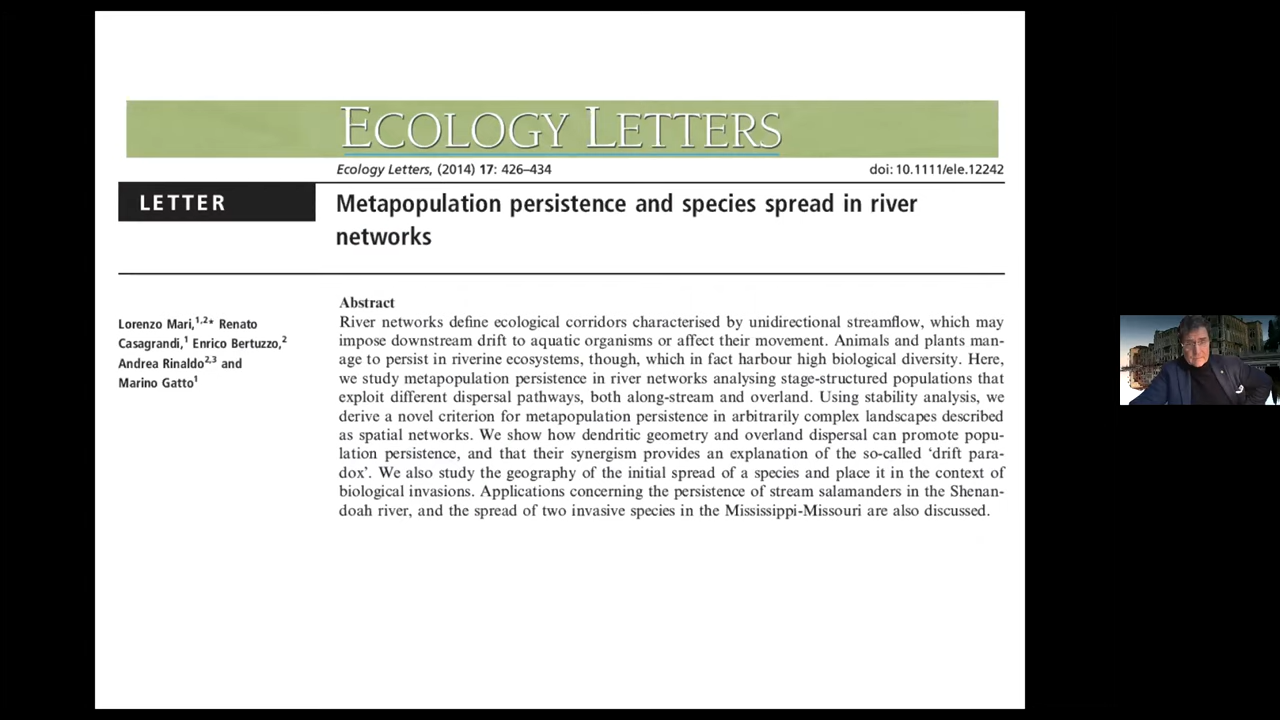 ECOLOGY LETTERS
Ecology Letters, (2014) 17: 426–434
doi: 10.1111/ele.12242
LETTER
Metapopulation persistence and species spread in river
networks
Lorenzo Mari,1,2* Renato
Casagrandi,1 Enrico Bertuzzo,2
Andrea Rinaldo2,3 and
Marino Gatto1
Abstract
River networks define ecological corridors characterised by unidirectional streamflow, which may
impose downstream drift to aquatic organisms or affect their movement. Animals and plants man-
age to persist in riverine ecosystems, though, which in fact harbour high biological diversity. Here,
we study metapopulation persistence in river networks analysing stage-structured populations that
exploit different dispersal pathways, both along-stream and overland. Using stability analysis, we
derive a novel criterion for metapopulation persistence in arbitrarily complex landscapes described
as spatial networks. We show how dendritic geometry and overland dispersal can promote popu-
lation persistence, and that their synergism provides an explanation of the so-called ‘drift para-
dox’. We also study the geography of the initial spread of a species and place it in the context of
biological invasions. Applications concerning the persistence of stream salamanders in the Shenan-
doah river, and the spread of two invasive species in the Mississippi-Missouri are also discussed.